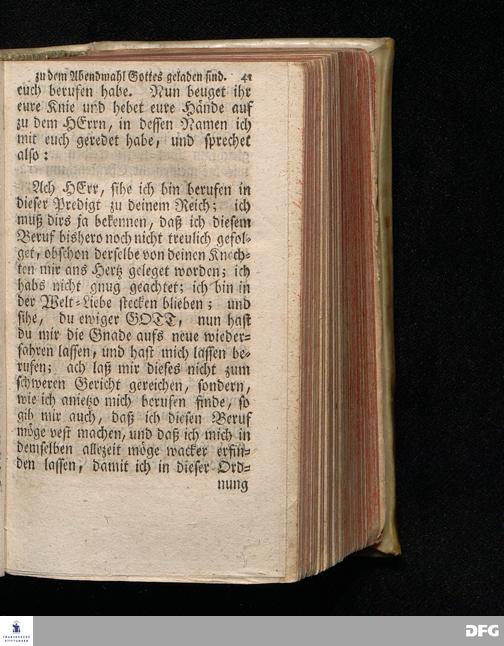 zu dem Abendmahl Gottes geladen sind. 41
euch berufen habe. Nun beuget ihr
eure Knie und hebet eure Hände auf
zu dem HErrn, in dessen Namen ich
mit euch geredet habe, und sprechet
also:
Ach HErr, sihe ich bin berufen in
dieser Predigt zu deinem Reich; ich
muß dirs ja bekennen, daß ich diesem
Beruf bishero noch nicht treulich gefol-
get, obschon derselbe von deinen Knech-
ten mir ans Hertz geleget worden; ich
habs nicht gnug geachtet; ich bin in
der Welt-Liebe stecken blieben; und
sihe, du ewiger GOTT, nun hast
du mir die Gnade aufs neue wieder-
fahren lassen, und hast mich lassen be-
rufen; ach laß mir dieses nicht zum
schweren Gericht gereichen, sondern,
wie ich anietzo mich berufen finde, so
gib mir auch, daß ich diesen Beruf
möge vest machen, und daß ich mich in
demselben allezeit möge wacker erfin-
den lassen, damit ich in dieser Ord-
nung
FRANCKESCHE
STIFTUNGEN
DFG